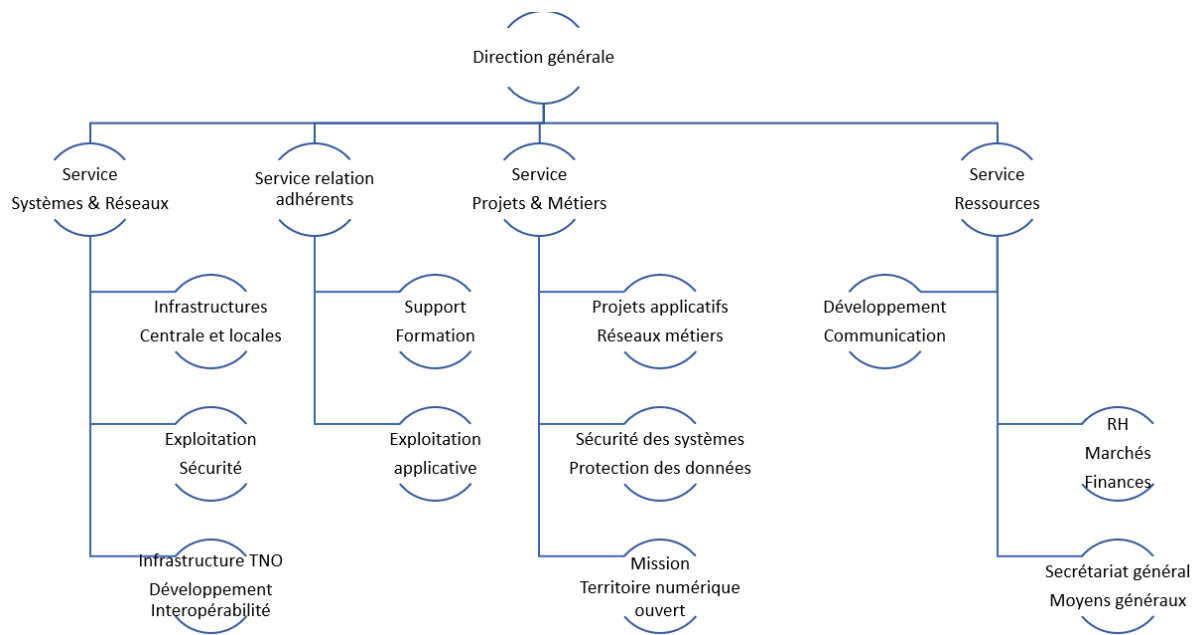 Direction générale
Service
Systèmes & Réseaux
Service relation
adhérents
Service
Projets & Métiers
Service
Ressources
Infrastructures
Centrale et locales
Support
Formation
Projets applicatifs
Réseaux métiers
Développement
Communication
Exploitation
Sécurité
Exploitation
applicative
Sécurité des systèmes
Protection des données
RH
Marchés
Finances
Infrastructure TNO
Développement
Interopérabilité
Mission
Territoire numérique
ouvert
Secrétariat général
Moyens généraux